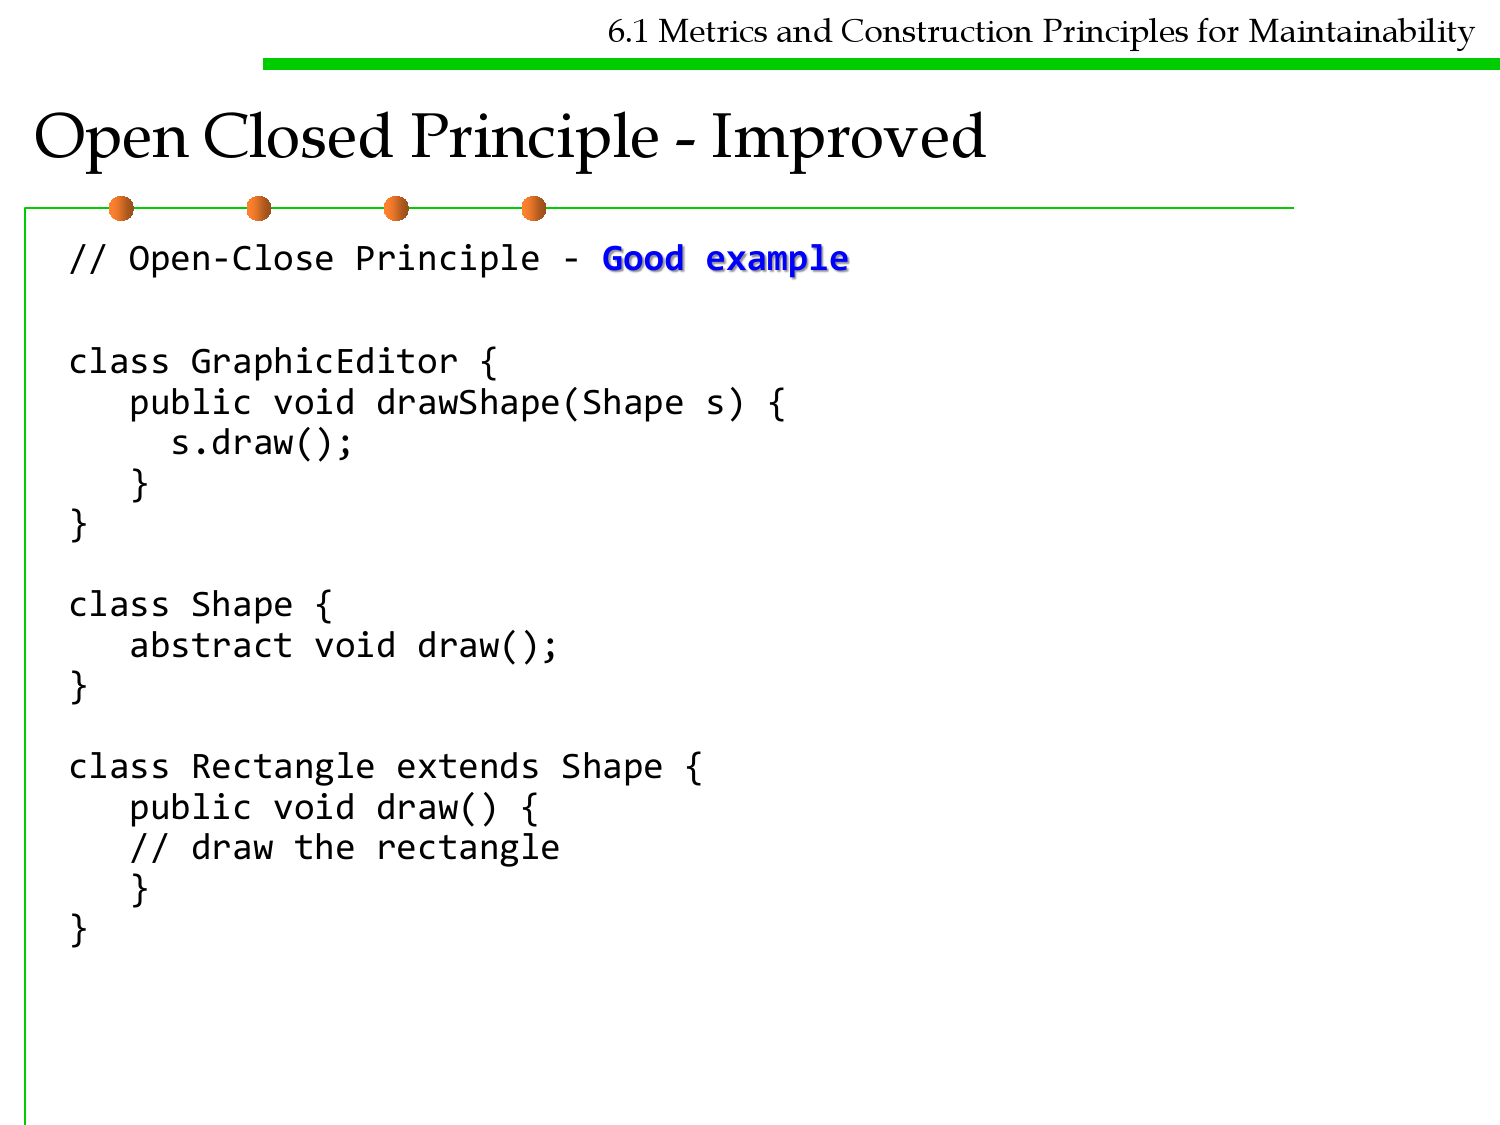 6.1 Metrics and Construction Principles for Maintainability
Open Closed Principle - Improved
// Open-Close Principle - Good example
class GraphicEditor {
   public void drawShape(Shape s) {
     s.draw();
   }
}
class Shape {
   abstract void draw();
}
class Rectangle extends Shape {
   public void draw() {
   // draw the rectangle
   }
}